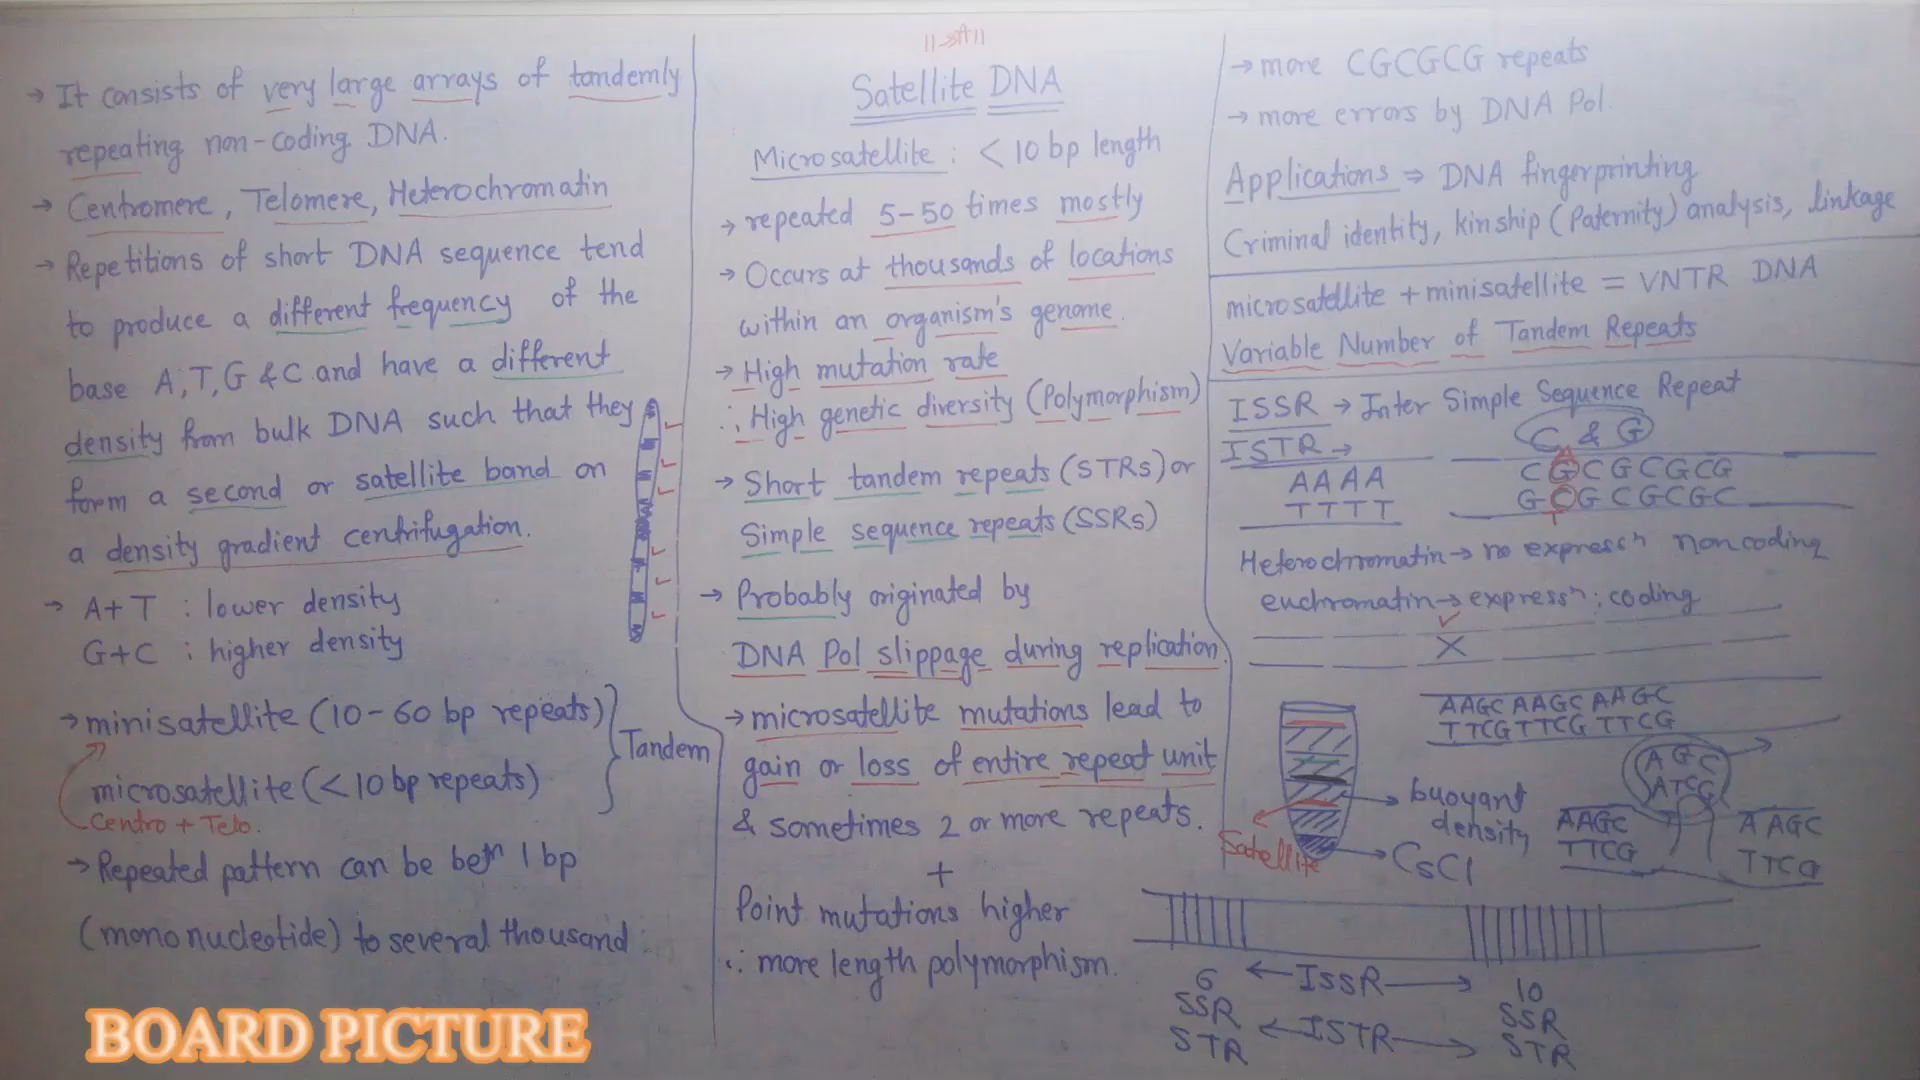 → It consists of very large arrays of tandemly
repeating non-coding DNA.
→ Centromere, Telomere, Heterochromatin
→ Repetitions of short DNA sequence tend
to produce a different frequency of the
base A, T, G & C and have a different
density from bulk DNA such that they
form a second or satellite band on
a density gradient centrifugation.
→ A+T : lower density
G+C : higher density
→ minisatellite (10-60 bp repeats)
microsatellite (<10 bp repeats)
Tandem
Centro + Telo.
→ Repeated pattern can be betn 1 bp
(mononucleotide) to several thousand
BOARD PICTURE
Satellite DNA
Microsatellite : <10 bp length
→ repeated 5-50 times mostly
→ Occurs at thousands of locations
within an organism's genome.
→ High mutation rate
∴ High genetic diversity (Polymorphism)
→ Short tandem repeats (STRs) or
Simple sequence repeats (SSRs)
→ Probably originated by
DNA Pol slippage during replication.
→ microsatellite mutations lead to
gain or loss of entire repeat unit
& sometimes 2 or more repeats.
+
Point mutations higher
∴ more length polymorphism.
→ more CGCGCG repeats
→ more errors by DNA Pol.
Applications ⇒ DNA fingerprinting
Criminal identity, kinship (Paternity) analysis, linkage
microsatellite + minisatellite = VNTR DNA
Variable Number of Tandem Repeats
ISSR → Inter Simple Sequence Repeat
ISTR →
C & G
AAAA
TTTT
A
CGCGCGCG
GCGCGCGC
T
Heterochromatin → no expressn noncoding
euchromatin → expressn : coding
AAGC AAGC AAGC
TTCG TTCG TTCG
AGC
ATCG
buoyant
density
Satellite
CsCl
AAGC
TTCG
AAGC
TTCG
6
SSR
STR
← ISSR →
← ISTR →
10
SSR
STR